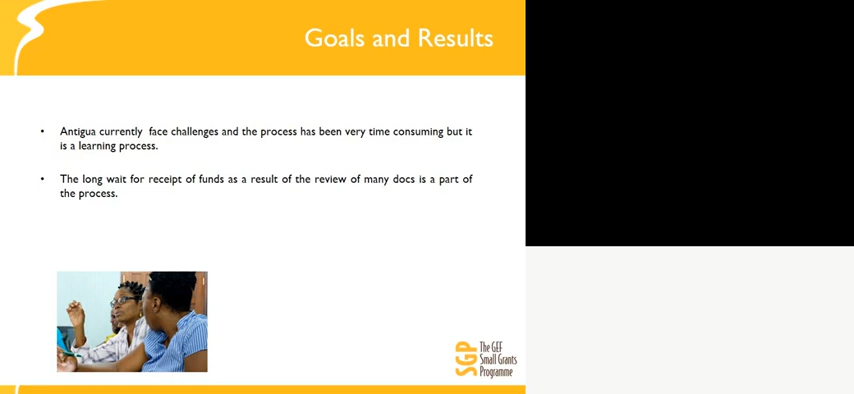 Goals and Results
• Antigua currently face challenges and the process has been very time consuming but it
is a learning process.
• The long wait for receipt of funds as a result of the review of many docs is a part of
the process.
SGP
The GEF
Small Grants
Programme